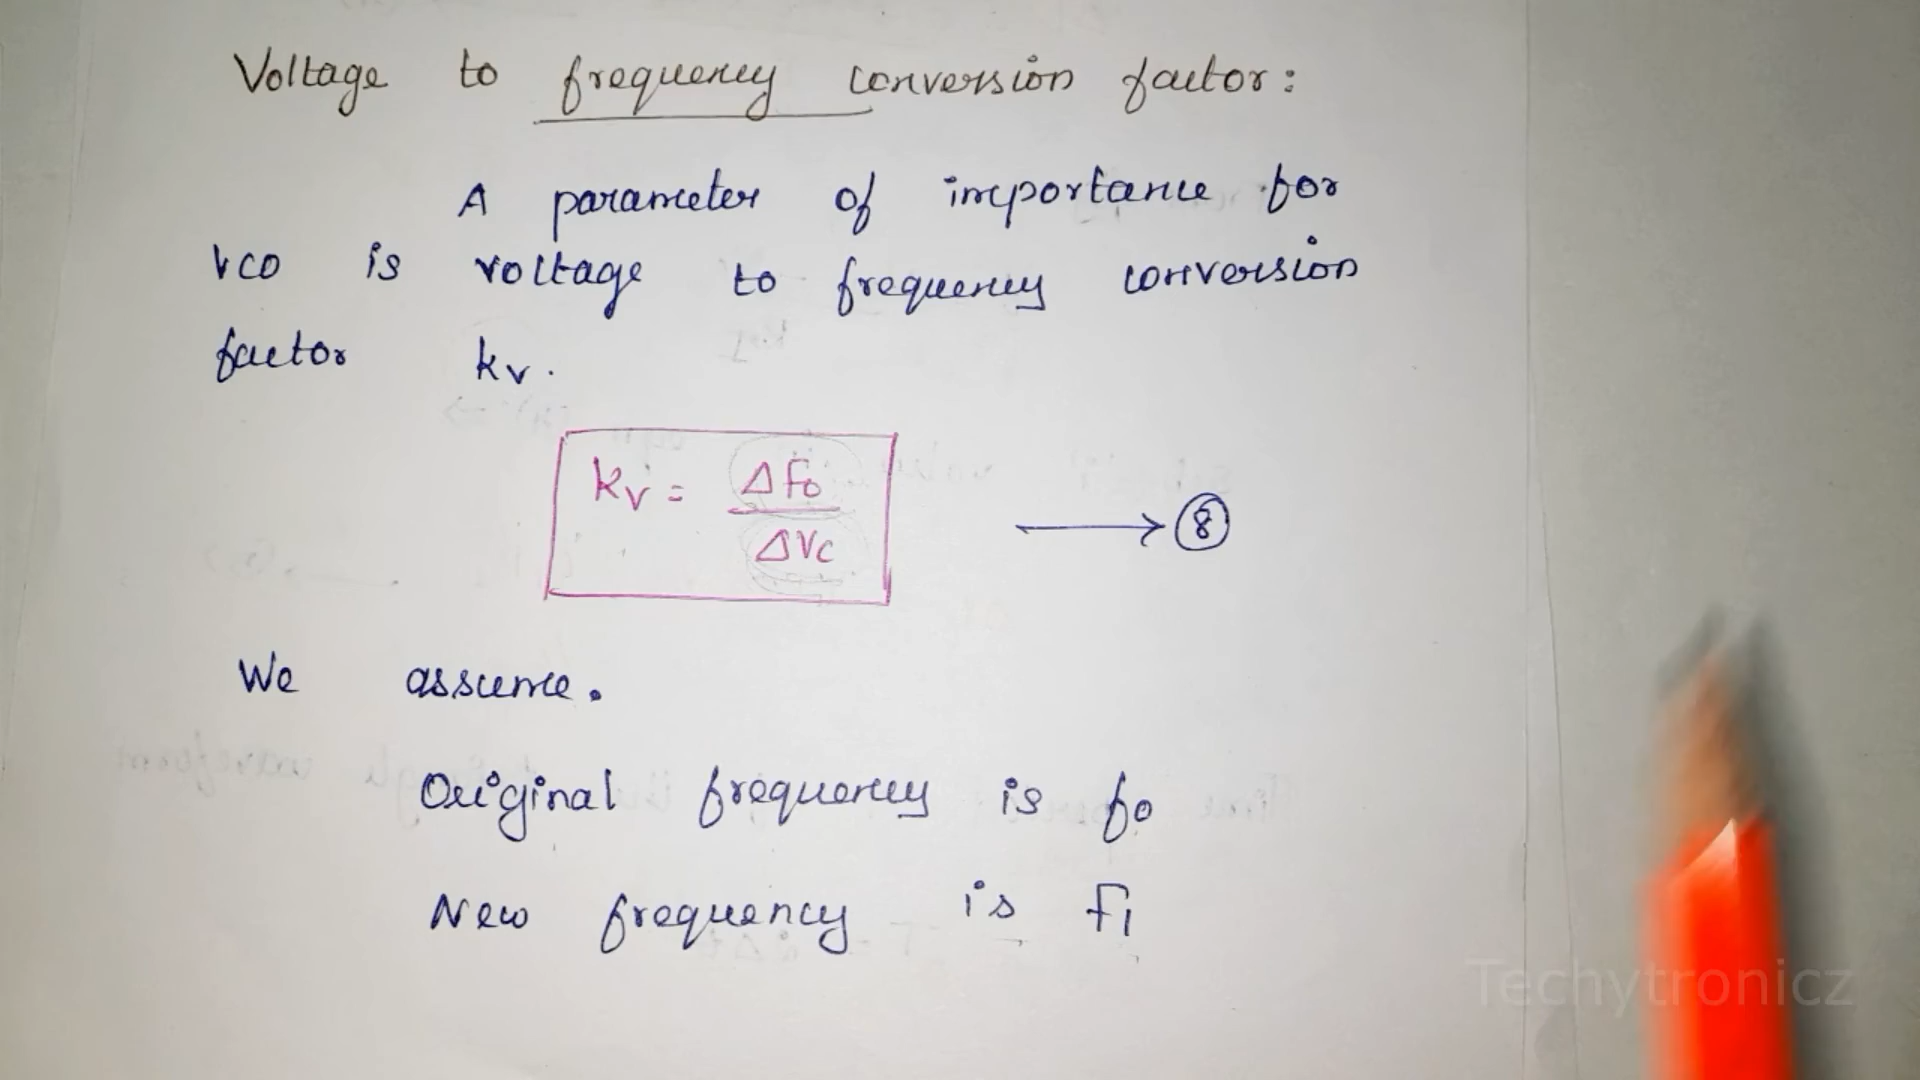 Voltage to frequency conversion factor:
A parameter of importance for
VCO is voltage to frequency conversion
factor kv.
kv = ΔFo / ΔVc → 8
We assume.
Original frequency is fo
New frequency is F1
Techytronicz